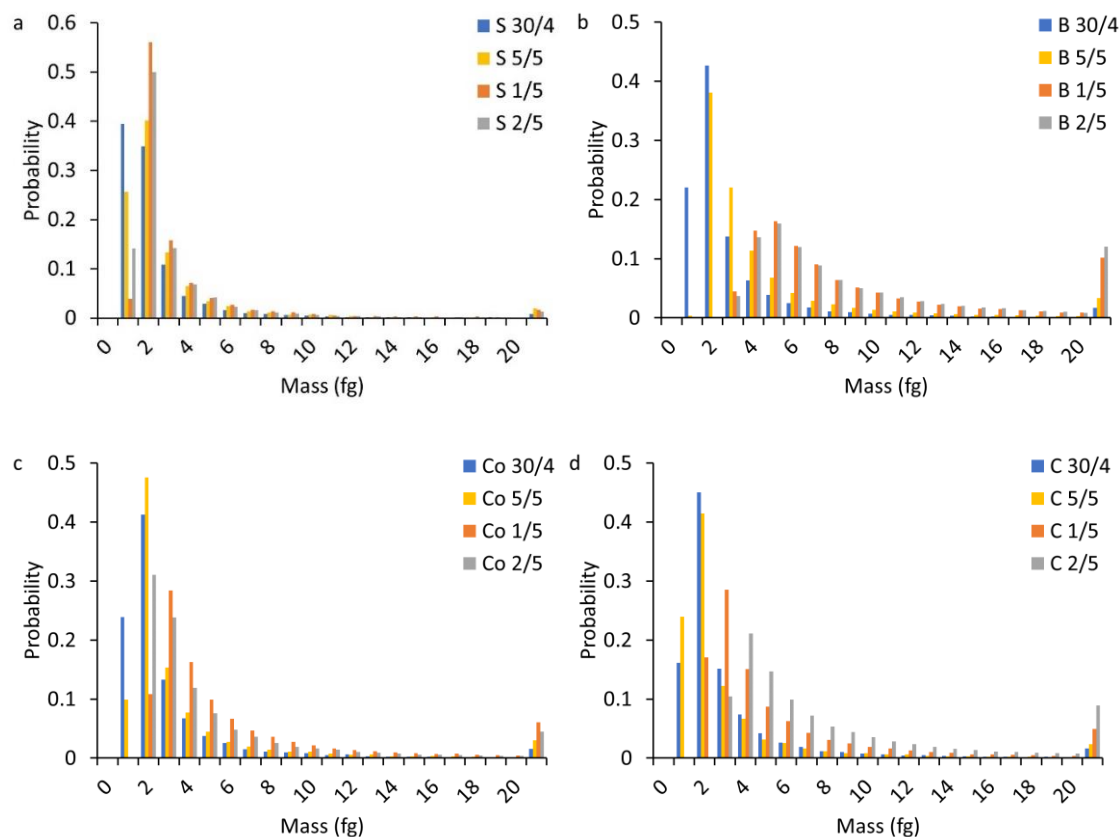 a
0.6
0.5
0.4
0.3
0.2
0.1
0
Probability
0 2 4 6 8 10 12 14 16 18 20
Mass (fg)
S 30/4
S 5/5
S 1/5
S 2/5
b
0.5
0.4
0.3
0.2
0.1
0
Probability
0 2 4 6 8 10 12 14 16 18 20
Mass (fg)
B 30/4
B 5/5
B 1/5
B 2/5
c
0.5
0.4
0.3
0.2
0.1
0
Probability
0 2 4 6 8 10 12 14 16 18 20
Mass (fg)
Co 30/4
Co 5/5
Co 1/5
Co 2/5
d
0.5
0.4
0.3
0.2
0.1
0
Probability
0 2 4 6 8 10 12 14 16 18 20
Mass (fg)
C 30/4
C 5/5
C 1/5
C 2/5